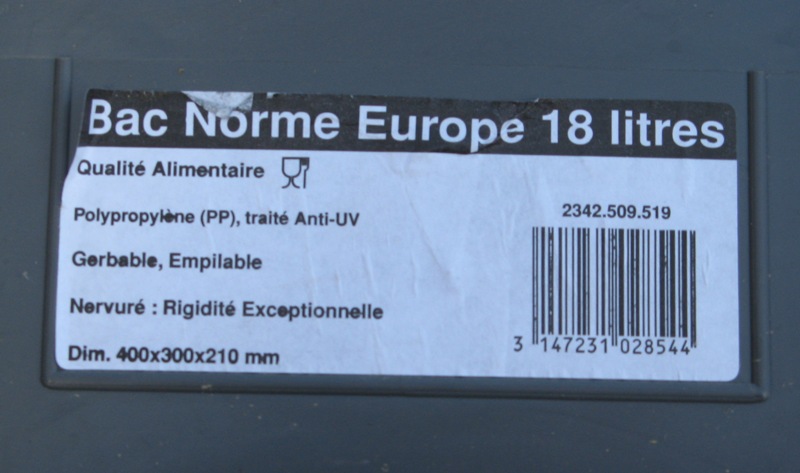 Bac Norme Europe 18 litres
Qualité Alimentaire
Polypropylène (PP), traité Anti-UV
2342.509.519
Gerbable, Empilable
Nervuré : Rigidité Exceptionnelle
3 147231 028544
Dim. 400x300x210 mm